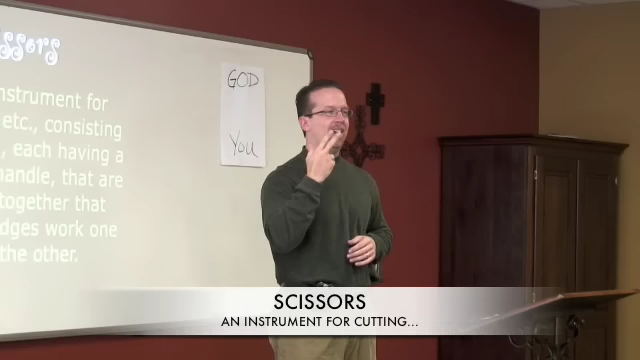 nstrument for
etc., consisting
, each having a
handle, that are
together that
dges work one
the other.
GOD
YOU
SCISSORS
AN INSTRUMENT FOR CUTTING...